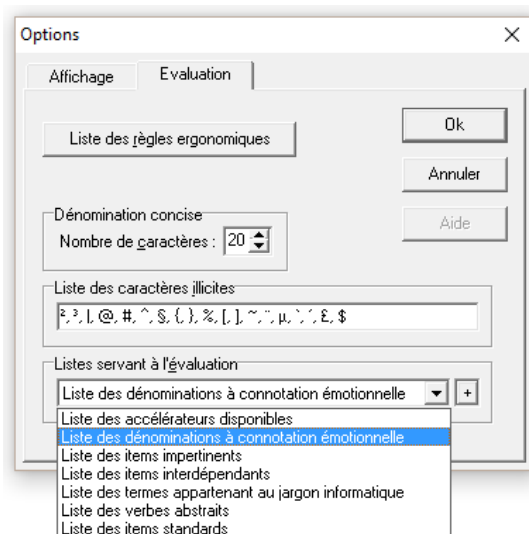 Options
Affichage
Evaluation
Liste des règles ergonomiques
Ok
Annuler
Aide
Dénomination concise
Nombre de caractères : 20
Liste des caractères illicites
², ³, |, @, #, ^, §, {, }, %, [, ], ~, ¨, µ, `, ´, £, $
Listes servant à l'évaluation
Liste des dénominations à connotation émotionnelle
+
Liste des accélérateurs disponibles
Liste des dénominations à connotation émotionnelle
Liste des items impertinents
Liste des items interdépendants
Liste des termes appartenant au jargon informatique
Liste des verbes abstraits
Liste des items standards